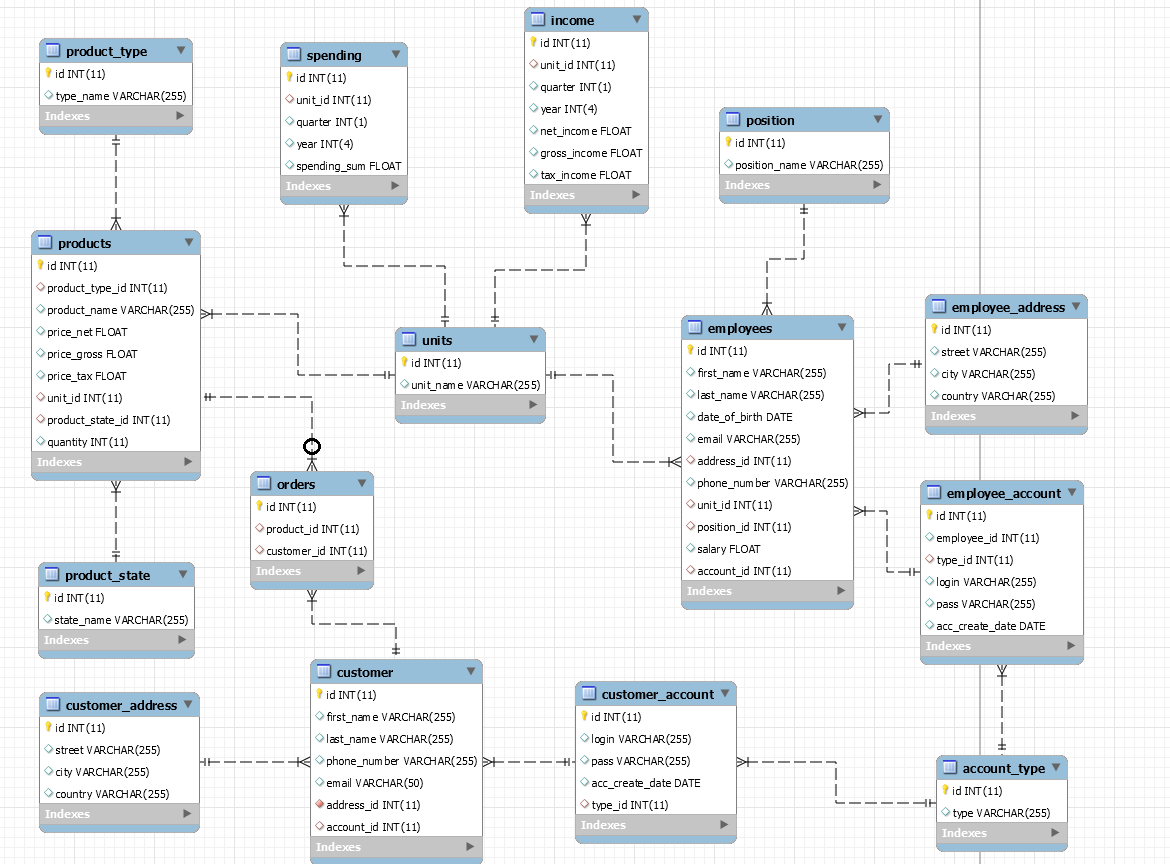 product_type
id INT(11)
type_name VARCHAR(255)
Indexes
spending
id INT(11)
unit_id INT(11)
quarter INT(1)
year INT(4)
spending_sum FLOAT
Indexes
income
id INT(11)
unit_id INT(11)
quarter INT(1)
year INT(4)
net_income FLOAT
gross_income FLOAT
tax_income FLOAT
Indexes
position
id INT(11)
position_name VARCHAR(255)
Indexes
products
id INT(11)
product_type_id INT(11)
product_name VARCHAR(255)
price_net FLOAT
price_gross FLOAT
price_tax FLOAT
unit_id INT(11)
product_state_id INT(11)
quantity INT(11)
Indexes
units
id INT(11)
unit_name VARCHAR(255)
Indexes
employees
id INT(11)
first_name VARCHAR(255)
last_name VARCHAR(255)
date_of_birth DATE
email VARCHAR(255)
address_id INT(11)
phone_number VARCHAR(255)
unit_id INT(11)
position_id INT(11)
salary FLOAT
account_id INT(11)
Indexes
employee_address
id INT(11)
street VARCHAR(255)
city VARCHAR(255)
country VARCHAR(255)
Indexes
orders
id INT(11)
product_id INT(11)
customer_id INT(11)
Indexes
employee_account
id INT(11)
employee_id INT(11)
type_id INT(11)
login VARCHAR(255)
pass VARCHAR(255)
acc_create_date DATE
Indexes
product_state
id INT(11)
state_name VARCHAR(255)
Indexes
customer_address
id INT(11)
street VARCHAR(255)
city VARCHAR(255)
country VARCHAR(255)
Indexes
customer
id INT(11)
first_name VARCHAR(255)
last_name VARCHAR(255)
phone_number VARCHAR(255)
email VARCHAR(50)
address_id INT(11)
account_id INT(11)
Indexes
customer_account
id INT(11)
login VARCHAR(255)
pass VARCHAR(255)
acc_create_date DATE
type_id INT(11)
Indexes
account_type
id INT(11)
type VARCHAR(255)
Indexes